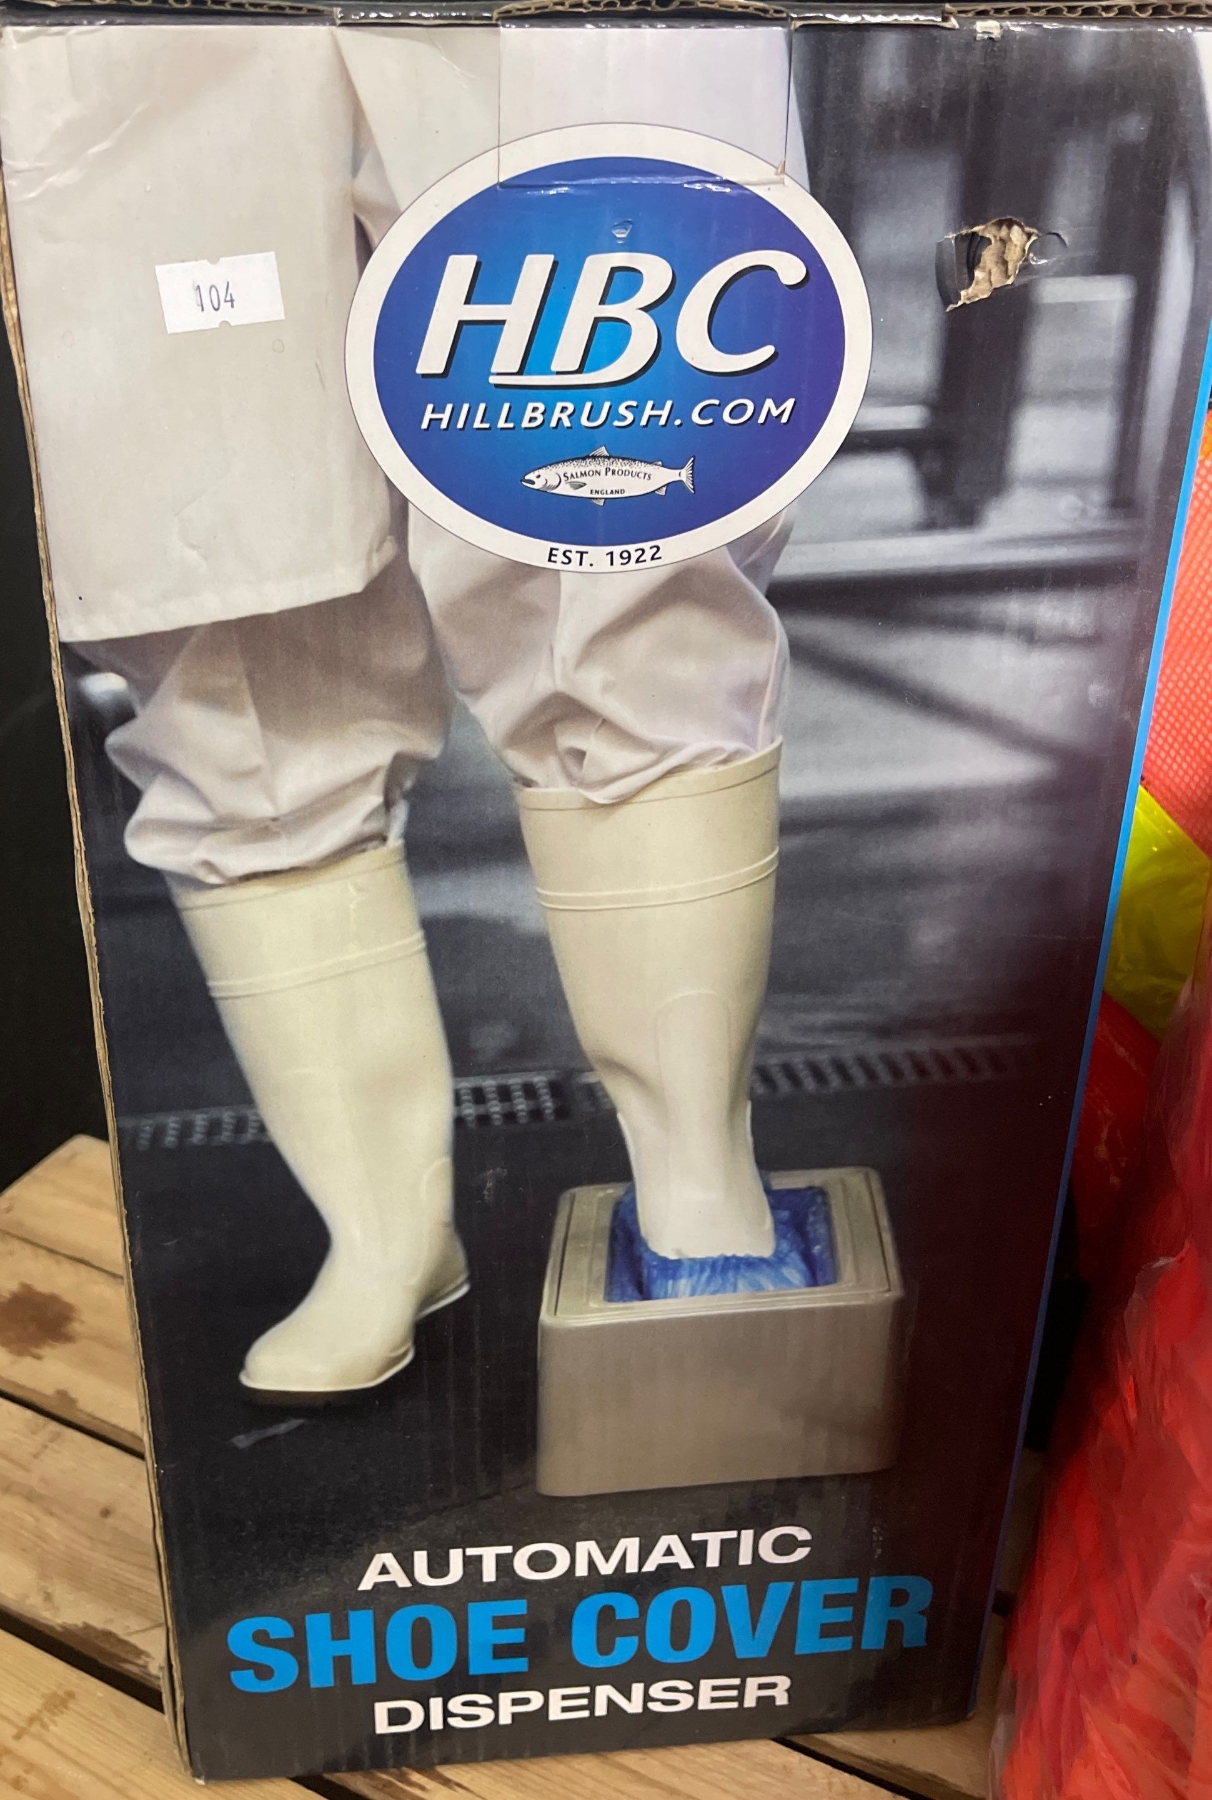 104
HBC
HILLBRUSH.COM
SALMON PRODUCTS
ENGLAND
EST. 1922
AUTOMATIC
SHOE COVER
DISPENSER